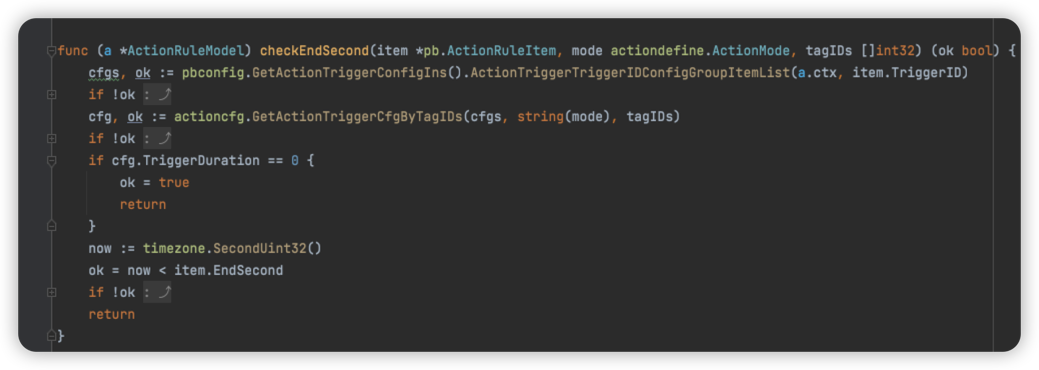 func (a *ActionRuleModel) checkEndSecond(item *pb.ActionRuleItem, mode actiondefine.ActionMode, tagIDs []int32) (ok bool) {
    cfgs, ok := pbconfig.GetActionTriggerConfigIns().ActionTriggerTriggerIDConfigGroupItemList(a.ctx, item.TriggerID)
    if !ok : ⤴
    cfg, ok := actioncfg.GetActionTriggerCfgByTagIDs(cfgs, string(mode), tagIDs)
    if !ok : ⤴
    if cfg.TriggerDuration == 0 {
        ok = true
        return
    }
    now := timezone.SecondUint32()
    ok = now < item.EndSecond
    if !ok : ⤴
    return
}